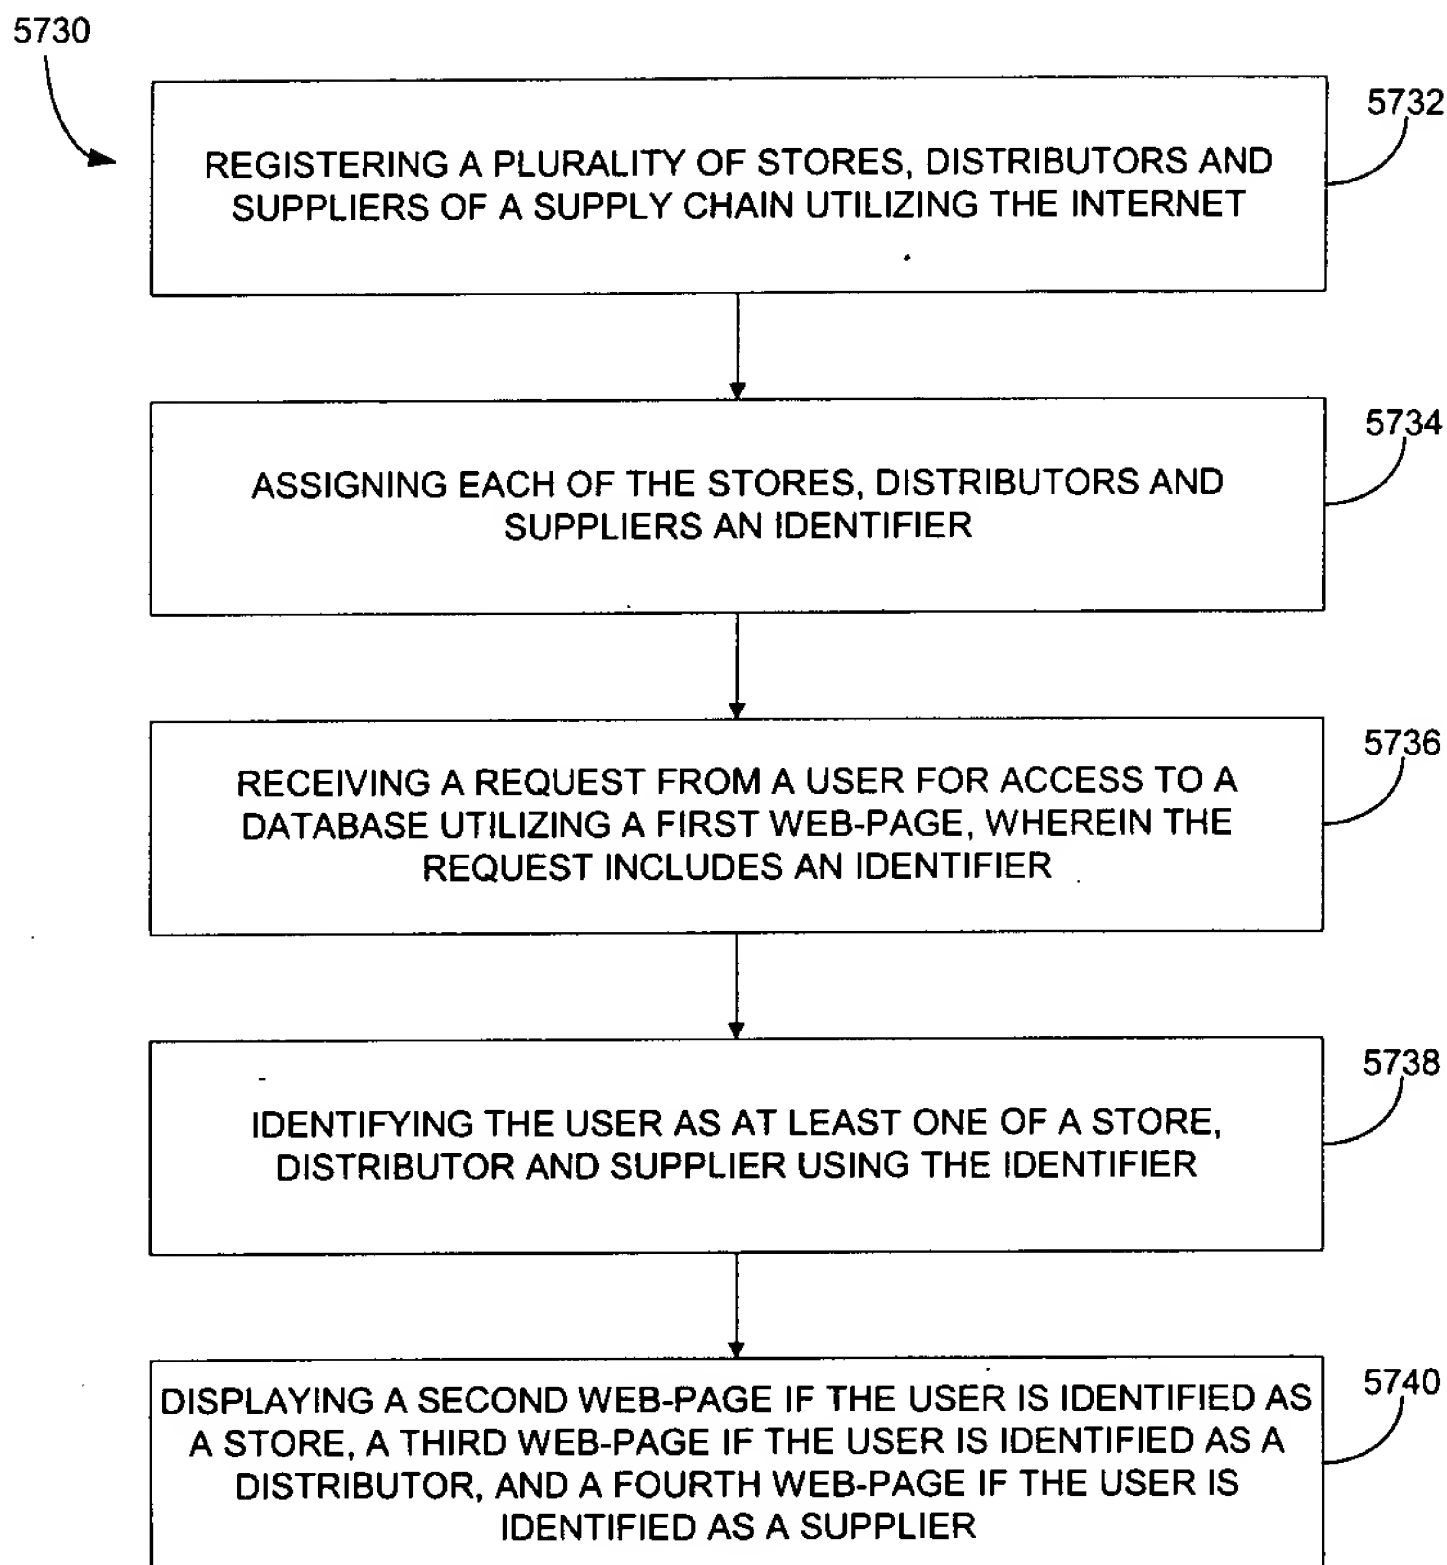 5730
5732
REGISTERING A PLURALITY OF STORES, DISTRIBUTORS AND
SUPPLIERS OF A SUPPLY CHAIN UTILIZING THE INTERNET
5734
ASSIGNING EACH OF THE STORES, DISTRIBUTORS AND
SUPPLIERS AN IDENTIFIER
5736
RECEIVING A REQUEST FROM A USER FOR ACCESS TO A
DATABASE UTILIZING A FIRST WEB-PAGE, WHEREIN THE
REQUEST INCLUDES AN IDENTIFIER
5738
IDENTIFYING THE USER AS AT LEAST ONE OF A STORE,
DISTRIBUTOR AND SUPPLIER USING THE IDENTIFIER
5740
DISPLAYING A SECOND WEB-PAGE IF THE USER IS IDENTIFIED AS
A STORE, A THIRD WEB-PAGE IF THE USER IS IDENTIFIED AS A
DISTRIBUTOR, AND A FOURTH WEB-PAGE IF THE USER IS
IDENTIFIED AS A SUPPLIER